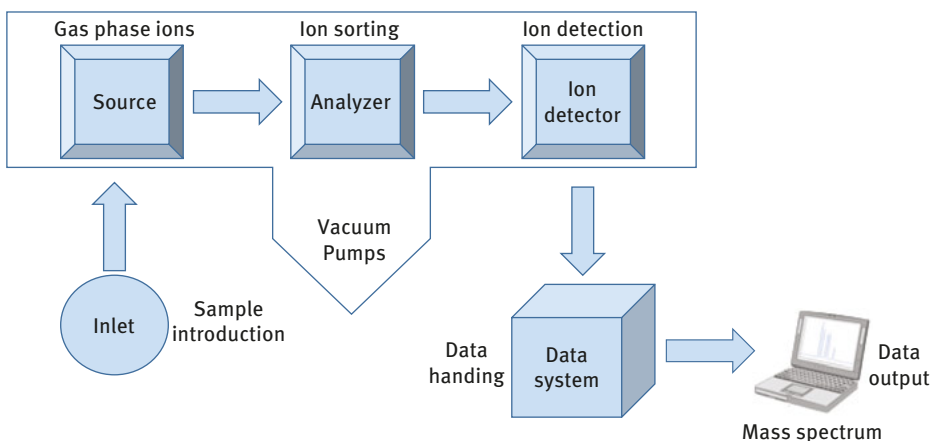 Gas phase ions
Ion sorting
Ion detection
Source
Analyzer
Ion
detector
Vacuum
Pumps
Inlet
Sample
introduction
Data
handing
Data
system
Data
output
Mass spectrum